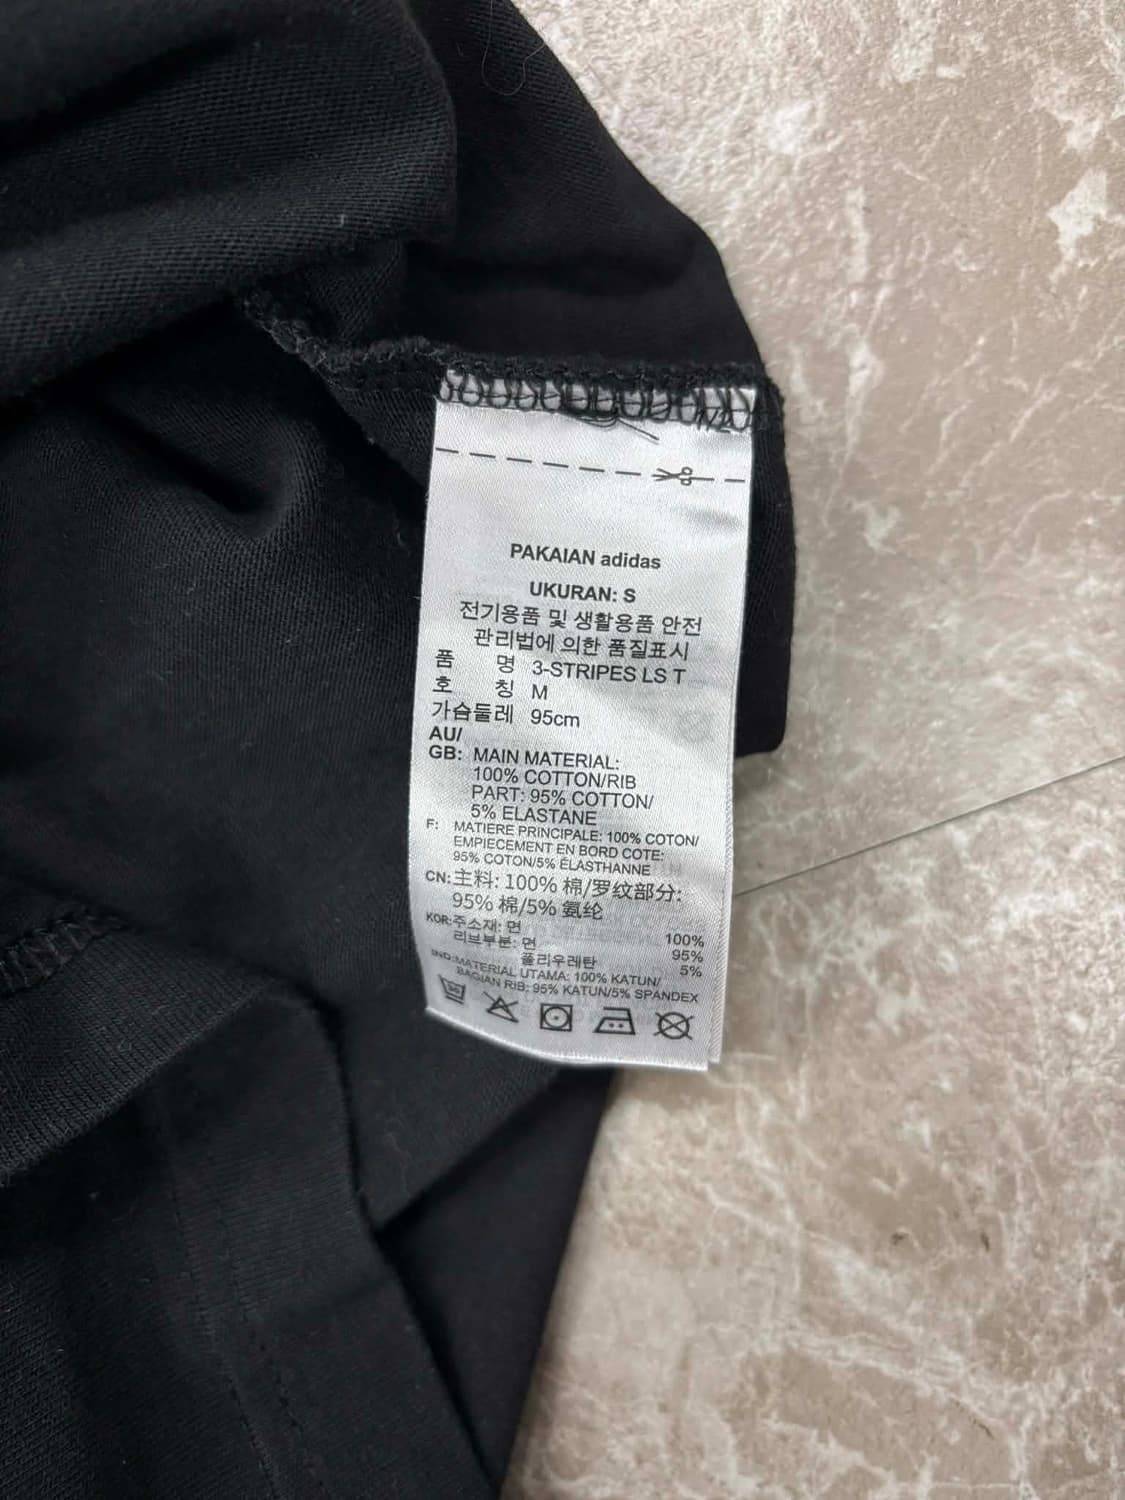 PAKAIAN adidas
UKURAN: S
전기용품 및 생활용품 안전
관리법에 의한 품질표시
품 명 3-STRIPES LS T
호 칭 M
가슴둘레 95cm
AU/
GB: MAIN MATERIAL:
100% COTTON/RIB
PART: 95% COTTON/
5% ELASTANE
F: MATIERE PRINCIPALE: 100% COTON/
EMPIECEMENT EN BORD COTE:
95% COTON/5% ÉLASTHANNE
CN: 主料: 100% 棉/罗纹部分:
95% 棉/5% 氨纶
KOR: 주소재: 면 100%
리브부분: 면 95%
폴리우레탄 5%
IND: MATERIAL UTAMA: 100% KATUN/
BAGIAN RIB: 95% KATUN/5% SPANDEX